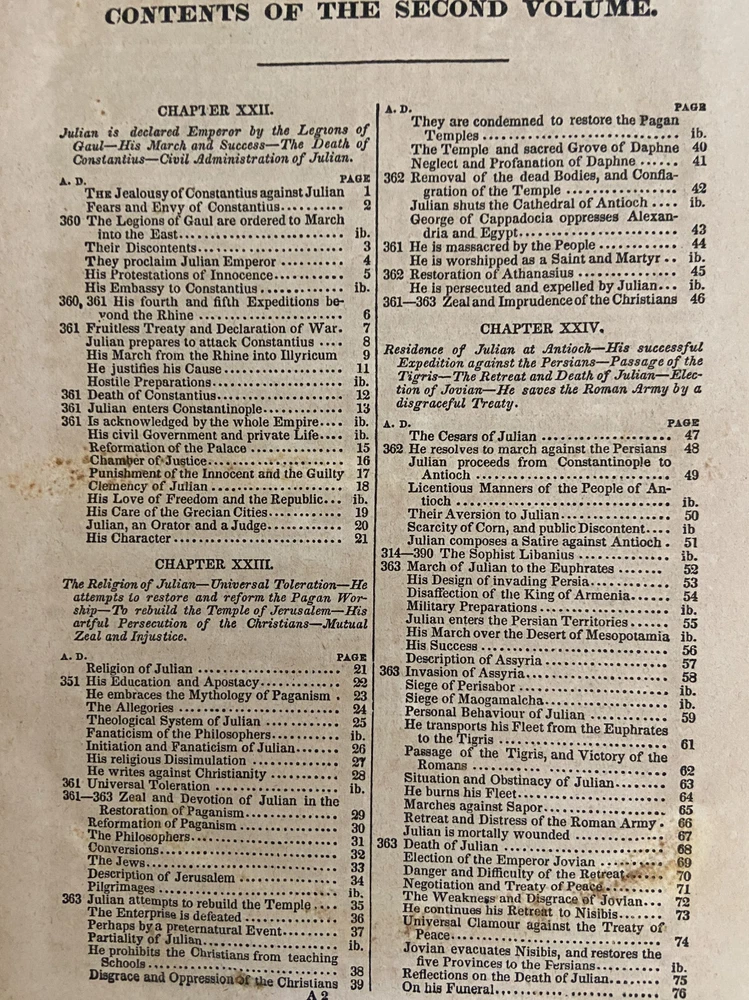 CONTENTS OF THE SECOND VOLUME.
CHAPTER XXII.
Julian is declared Emperor by the Legions of
Gaul—His March and Success—The Death of
Constantius—Civil Administration of Julian.
A. D. PAGE
THE Jealousy of Constantius against Julian 1
Fears and Envy of Constantius......... 2
360 The Legions of Gaul are ordered to March
into the East........................ ib.
Their Discontents..................... 3
They proclaim Julian Emperor ......... 4
His Protestations of Innocence......... 5
His Embassy to Constantius............ ib.
360, 361 His fourth and fifth Expeditions be-
yond the Rhine ..................... 6
361 Fruitless Treaty and Declaration of War. 7
Julian prepares to attack Constantius .... 8
His March from the Rhine into Illyricum 9
He justifies his Cause.................. 11
Hostile Preparations................... ib.
361 Death of Constantius................... 12
361 Julian enters Constantinople............ 13
361 Is acknowledged by the whole Empire.... ib.
His civil Government and private Life.... ib.
Reformation of the Palace ............. 15
Chamber of Justice.................... 16
Punishment of the Innocent and the Guilty 17
Clemency of Julian .................... 18
His Love of Freedom and the Republic... ib.
His Care of the Grecian Cities.......... 19
Julian, an Orator and a Judge........... 20
His Character......................... 21
CHAPTER XXIII.
The Religion of Julian—Universal Toleration—He
attempts to restore and reform the Pagan Wor-
ship—To rebuild the Temple of Jerusalem—His
artful Persecution of the Christians—Mutual
Zeal and Injustice.
A. D. PAGE
Religion of Julian ..................... 21
351 His Education and Apostacy............ 22
He embraces the Mythology of Paganism . 23
The Allegories ........................ 24
Theological System of Julian ........... 25
Fanaticism of the Philosophers.......... ib.
Initiation and Fanaticism of Julian....... 26
His religious Dissimulation ............ 27
He writes against Christianity .......... 28
361 Universal Toleration ................... ib.
361—363 Zeal and Devotion of Julian in the
Restoration of Paganism............... 29
Reformation of Paganism .............. 30
The Philosophers...................... 31
Conversions........................... 32
The Jews............................. 33
Description of Jerusalem ............... 34
Pilgrimages .......................... ib.
363 Julian attempts to rebuild the Temple .... 35
The Enterprise is defeated .............. 36
Perhaps by a preternatural Event........ 37
Partiality of Julian..................... ib.
He prohibits the Christians from teaching
Schools.............................. 38
Disgrace and Oppression of the Christians 39
A 2
A. D. PAGE
They are condemned to restore the Pagan
Temples ............................ ib.
The Temple and sacred Grove of Daphne 40
Neglect and Profanation of Daphne ...... 41
362 Removal of the dead Bodies, and Confla-
gration of the Temple ................ 42
Julian shuts the Cathedral of Antioch .... ib.
George of Cappadocia oppresses Alexan-
dria and Egypt....................... 43
361 He is massacred by the People .......... 44
He is worshipped as a Saint and Martyr .. ib.
362 Restoration of Athanasius .............. 45
He is persecuted and expelled by Julian... ib.
361—363 Zeal and Imprudence of the Christians 46
CHAPTER XXIV.
Residence of Julian at Antioch—His successful
Expedition against the Persians—Passage of the
Tigris—The Retreat and Death of Julian—Elec-
tion of Jovian—He saves the Roman Army by a
disgraceful Treaty.
A. D. PAGE
The Cesars of Julian ................... 47
362 He resolves to march against the Persians 48
Julian proceeds from Constantinople to
Antioch ............................. 49
Licentious Manners of the People of An-
tioch................................ ib.
Their Aversion to Julian................ 50
Scarcity of Corn, and public Discontent.... ib
Julian composes a Satire against Antioch . 51
314—390 The Sophist Libanius ............. ib.
363 March of Julian to the Euphrates ........ 52
His Design of invading Persia........... 53
Disaffection of the King of Armenia...... 54
Military Preparations................... ib.
Julian enters the Persian Territories...... 55
His March over the Desert of Mesopotamia ib.
His Success ........................... 56
Description of Assyria.................. 57
363 Invasion of Assyria..................... 58
Siege of Perisabor ..................... ib.
Siege of Maogamalcha.................. ib.
Personal Behaviour of Julian ............ 59
He transports his Fleet from the Euphrates
to the Tigris ........................ 61
Passage of the Tigris, and Victory of the
Romans ............................. 62
Situation and Obstinacy of Julian........ 63
He burns his Fleet...................... 64
Marches against Sapor.................. 65
Retreat and Distress of the Roman Army . 66
Julian is mortally wounded ............. 67
363 Death of Julian ........................ 68
Election of the Emperor Jovian .......... 69
Danger and Difficulty of the Retreat...... 70
Negotiation and Treaty of Peace......... 71
The Weakness and Disgrace of Jovian... 72
He continues his Retreat to Nisibis....... 73
Universal Clamour against the Treaty of
Peace............................... 74
Jovian evacuates Nisibis, and restores the
five Provinces to the Persians.......... ib.
Reflections on the Death of Julian........ 75
On his Funeral......................... 76